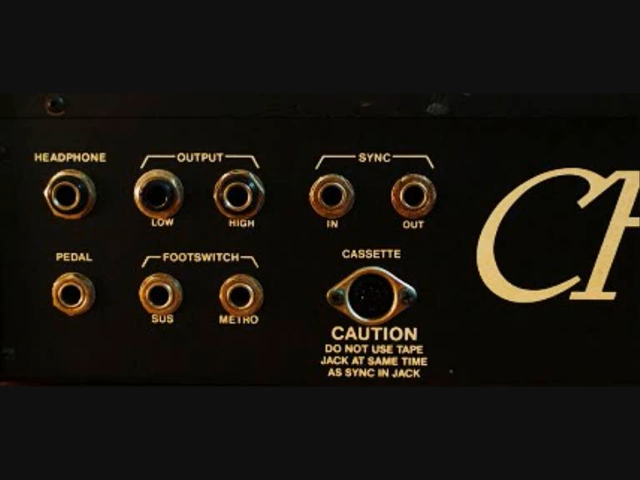 HEADPHONE
OUTPUT
SYNC
LOW
HIGH
IN
OUT
PEDAL
FOOTSWITCH
CASSETTE
SUS
METRO
CAUTION
DO NOT USE TAPE
JACK AT SAME TIME
AS SYNC IN JACK